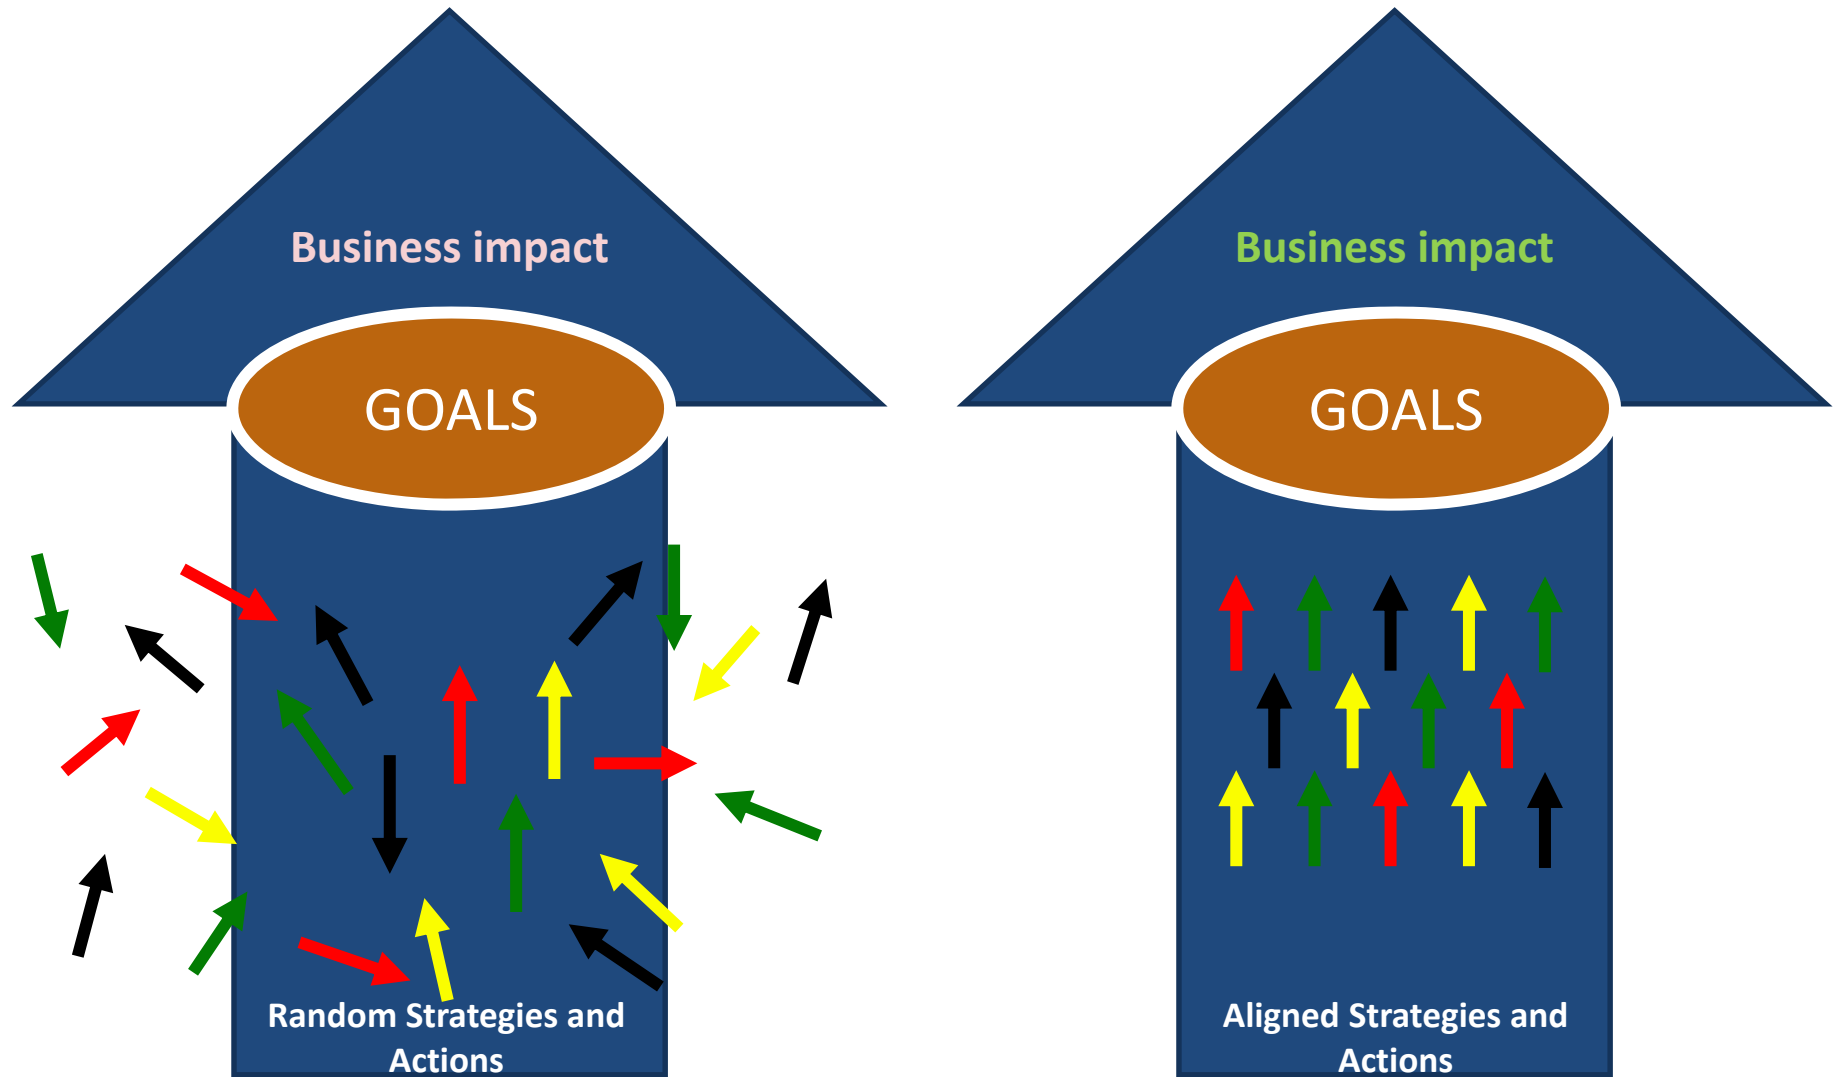 Business impact
GOALS
Random Strategies and
Actions
Business impact
GOALS
Aligned Strategies and
Actions